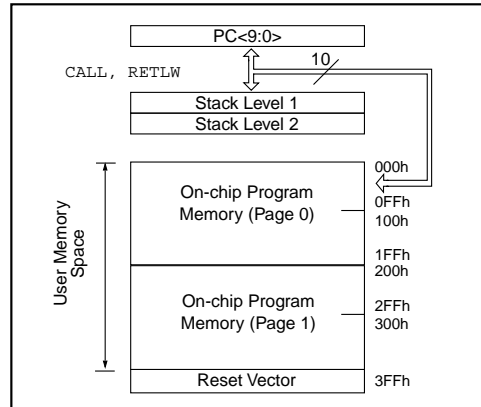 PC<9:0>
10
CALL, RETLW
Stack Level 1
Stack Level 2
000h
On-chip Program
Memory (Page 0)
0FFh
100h
1FFh
200h
User Memory
Space
On-chip Program
Memory (Page 1)
2FFh
300h
Reset Vector
3FFh